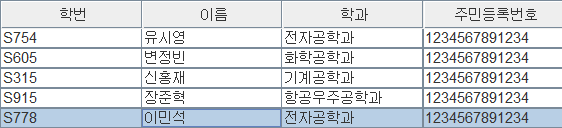 학번 이름 학과 주민등록번호
S754 유시영 전자공학과 1234567891234
S605 변정빈 화학공학과 1234567891234
S315 신홍재 기계공학과 1234567891234
S915 장준혁 항공우주공학과 1234567891234
S778 이민석 전자공학과 1234567891234